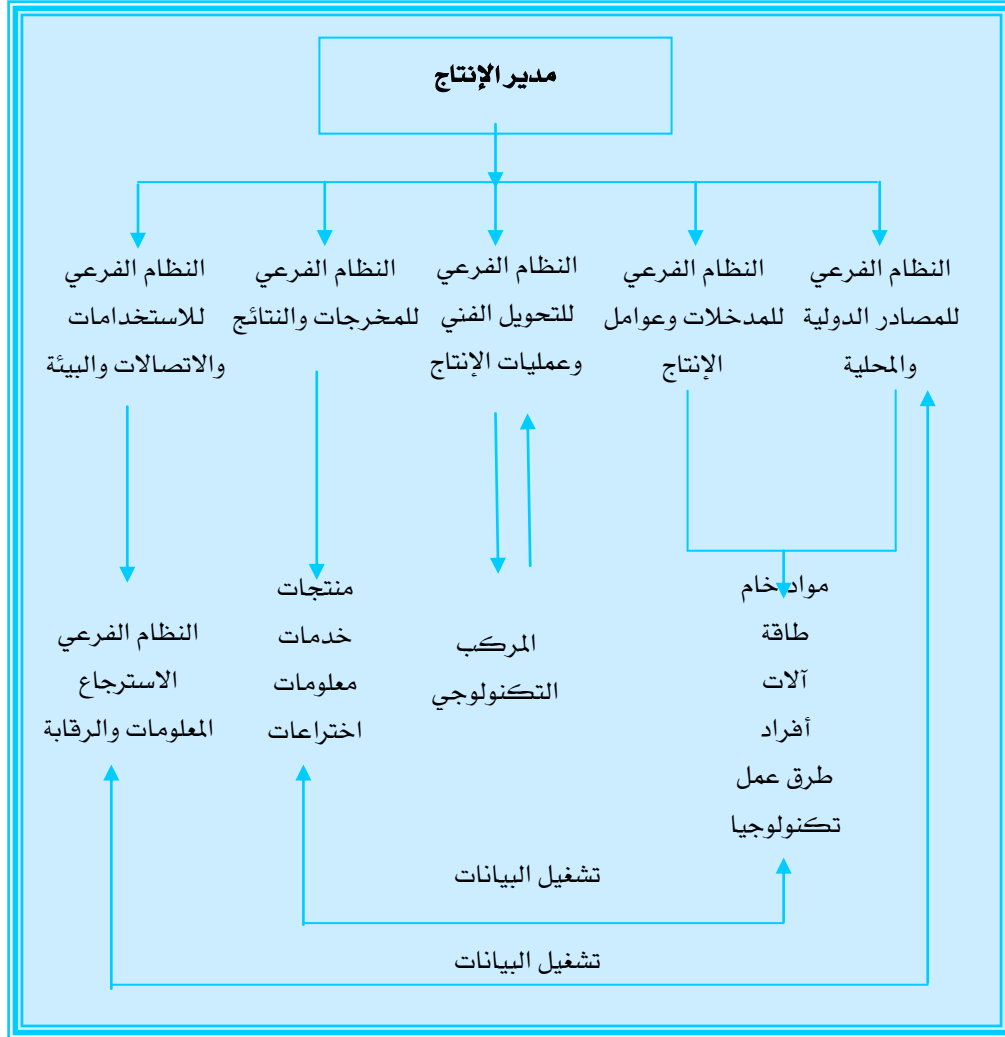 مدير الإنتاج
النظام الفرعي
للمصادر الدولية
والمحلية
النظام الفرعي
للمدخلات وعوامل
الإنتاج
النظام الفرعي
للتحويل الفني
وعمليات الإنتاج
النظام الفرعي
للمخرجات والنتائج
النظام الفرعي
للاستخدامات
والاتصالات والبيئة
مواد خام
طاقة
آلات
أفراد
طرق عمل
تكنولوجيا
المركب
التكنولوجي
منتجات
خدمات
معلومات
اختراعات
النظام الفرعي
الاسترجاع
المعلومات والرقابة
تشغيل البيانات
تشغيل البيانات